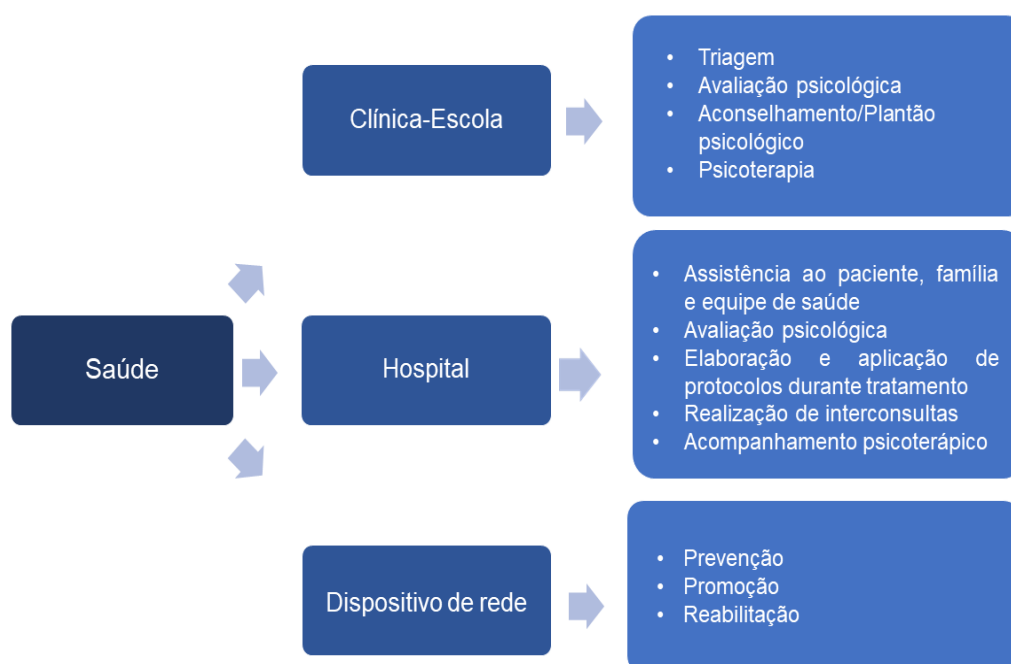 Saúde
Clínica-Escola
• Triagem
• Avaliação psicológica
• Aconselhamento/Plantão
psicológico
• Psicoterapia
Hospital
• Assistência ao paciente, família
e equipe de saúde
• Avaliação psicológica
• Elaboração e aplicação de
protocolos durante tratamento
• Realização de interconsultas
• Acompanhamento psicoterápico
Dispositivo de rede
• Prevenção
• Promoção
• Reabilitação